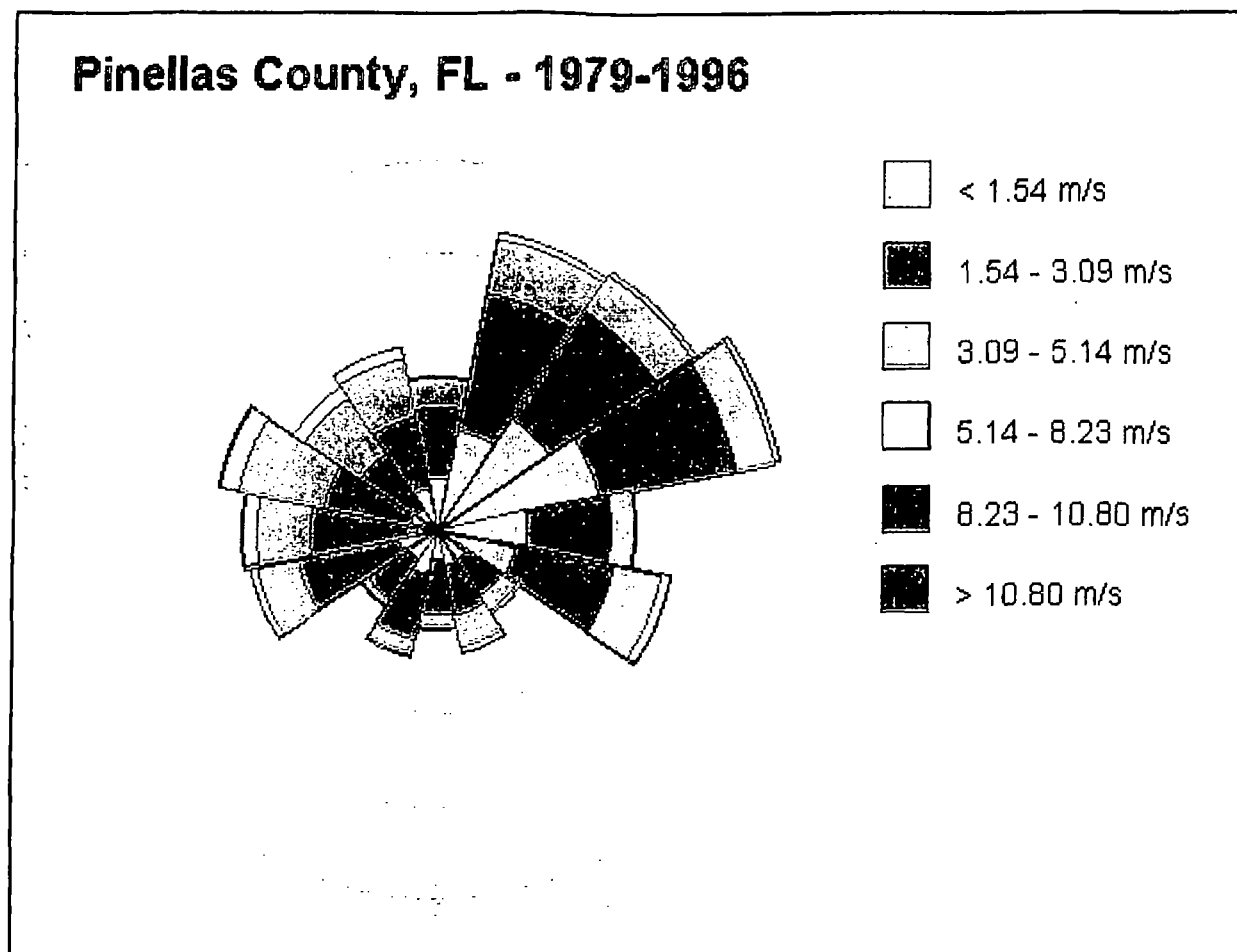 Pinellas County, FL - 1979-1996
< 1.54 m/s
1.54 - 3.09 m/s
3.09 - 5.14 m/s
5.14 - 8.23 m/s
8.23 - 10.80 m/s
> 10.80 m/s